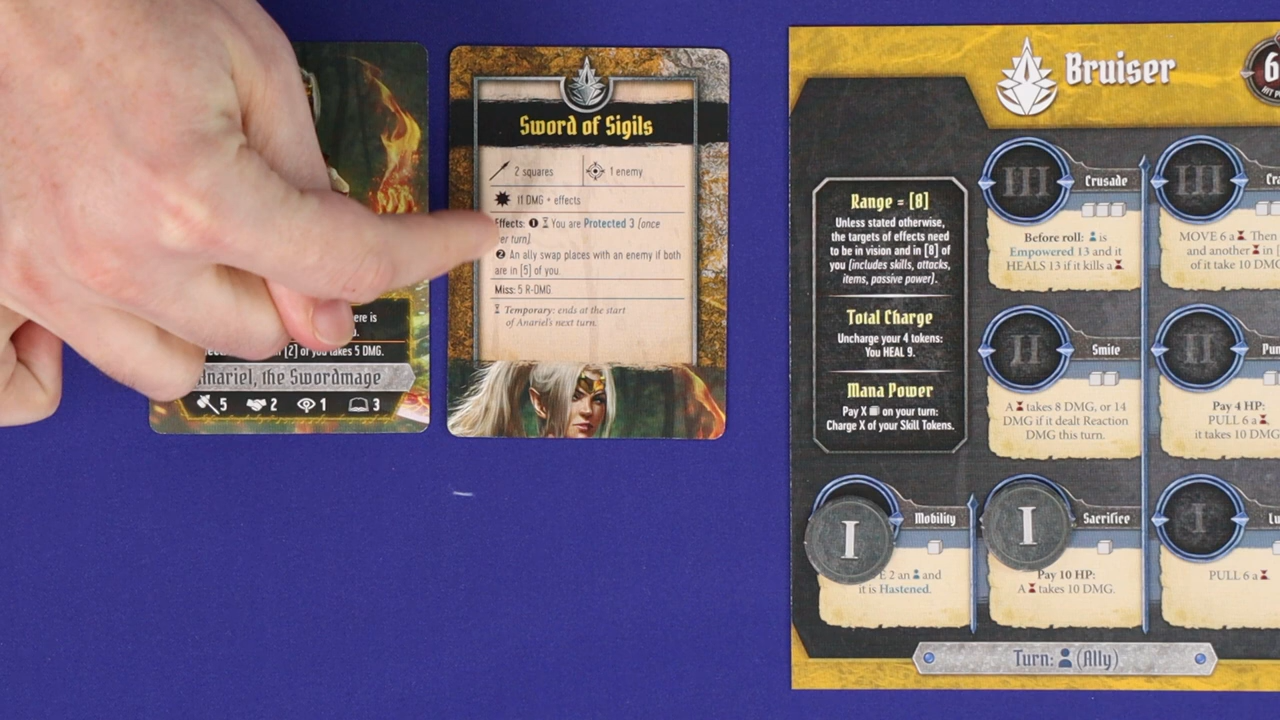 [2] of you takes 5 DMG.
Anariel, the Swordmage
5 2 1 3
Sword of Sigils
2 squares
1 enemy
11 DMG + effects
Effects: 1 You are Protected 3 (once
per turn)
2 An ally swap places with an enemy if both
are in [5] of you.
Miss: 5 R-DMG
Temporary: ends at the start
of Anariel's next turn.
Bruiser
6
Range = [8]
Unless stated otherwise,
the targets of effects need
to be in vision and in [8] of
you (includes skills, attacks,
items, passive power).
Total Charge
Uncharge your 4 tokens:
You HEAL 9.
Mana Power
Pay X on your turn:
Charge X of your Skill Tokens.
III
Crusade
Before roll: is
Empowered 13 and it
HEALS 13 if it kills a
III
MOVE 6 a Then
and another in
of it take 10 DMG
II
Smite
A takes 8 DMG, or 14
DMG if it dealt Reaction
DMG this turn.
II
Pay 4 HP:
PULL 6 a
it takes 10 DMG
I
Mobility
2 an and
it is Hastened.
I
Sacrifice
Pay 10 HP:
A takes 10 DMG.
I
PULL 6 a
Turn: (Ally)